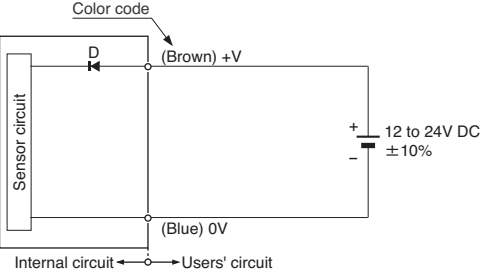 Color code
D
(Brown) +V
Sensor circuit
+
12 to 24V DC
±10%
−
(Blue) 0V
Internal circuit
Users' circuit